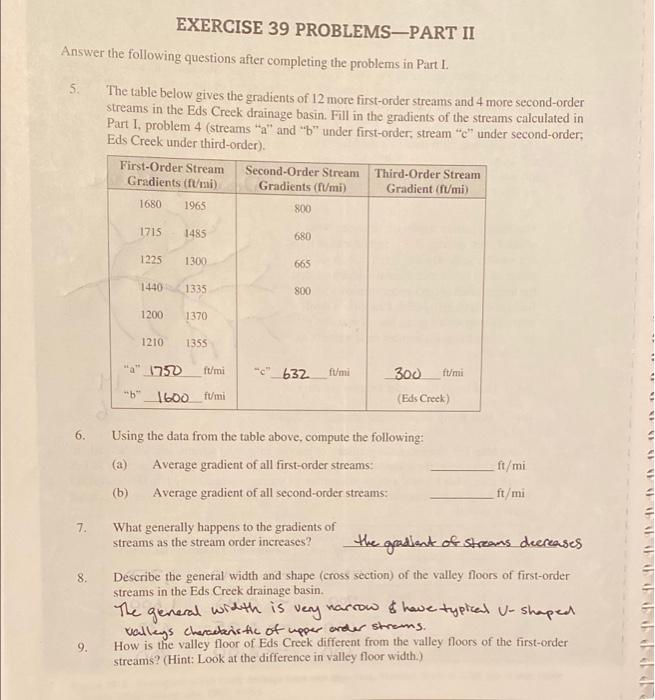 EXERCISE 39 PROBLEMS—PART II
Answer the following questions after completing the problems in Part I.
5. The table below gives the gradients of 12 more first-order streams and 4 more second-order
streams in the Eds Creek drainage basin. Fill in the gradients of the streams calculated in
Part I, problem 4 (streams "a" and "b" under first-order; stream "c" under second-order;
Eds Creek under third-order).
First-Order Stream Second-Order Stream Third-Order Stream
Gradients (ft/mi) Gradients (ft/mi) Gradient (ft/mi)
1680 1965 800
1715 1485 680
1225 1300 665
1440 1335 800
1200 1370
1210 1355
"a" 1750 ft/mi "c" 632 ft/mi 300 ft/mi
"b" 1600 ft/mi (Eds Creek)
6. Using the data from the table above, compute the following:
(a) Average gradient of all first-order streams: ft/mi
(b) Average gradient of all second-order streams: ft/mi
7. What generally happens to the gradients of
streams as the stream order increases? the gradient of streams decreases
8. Describe the general width and shape (cross section) of the valley floors of first-order
streams in the Eds Creek drainage basin.
The general width is very narrow & have typical U-shaped
valleys characteristic of upper order streams.
9. How is the valley floor of Eds Creek different from the valley floors of the first-order
streams? (Hint: Look at the difference in valley floor width.)